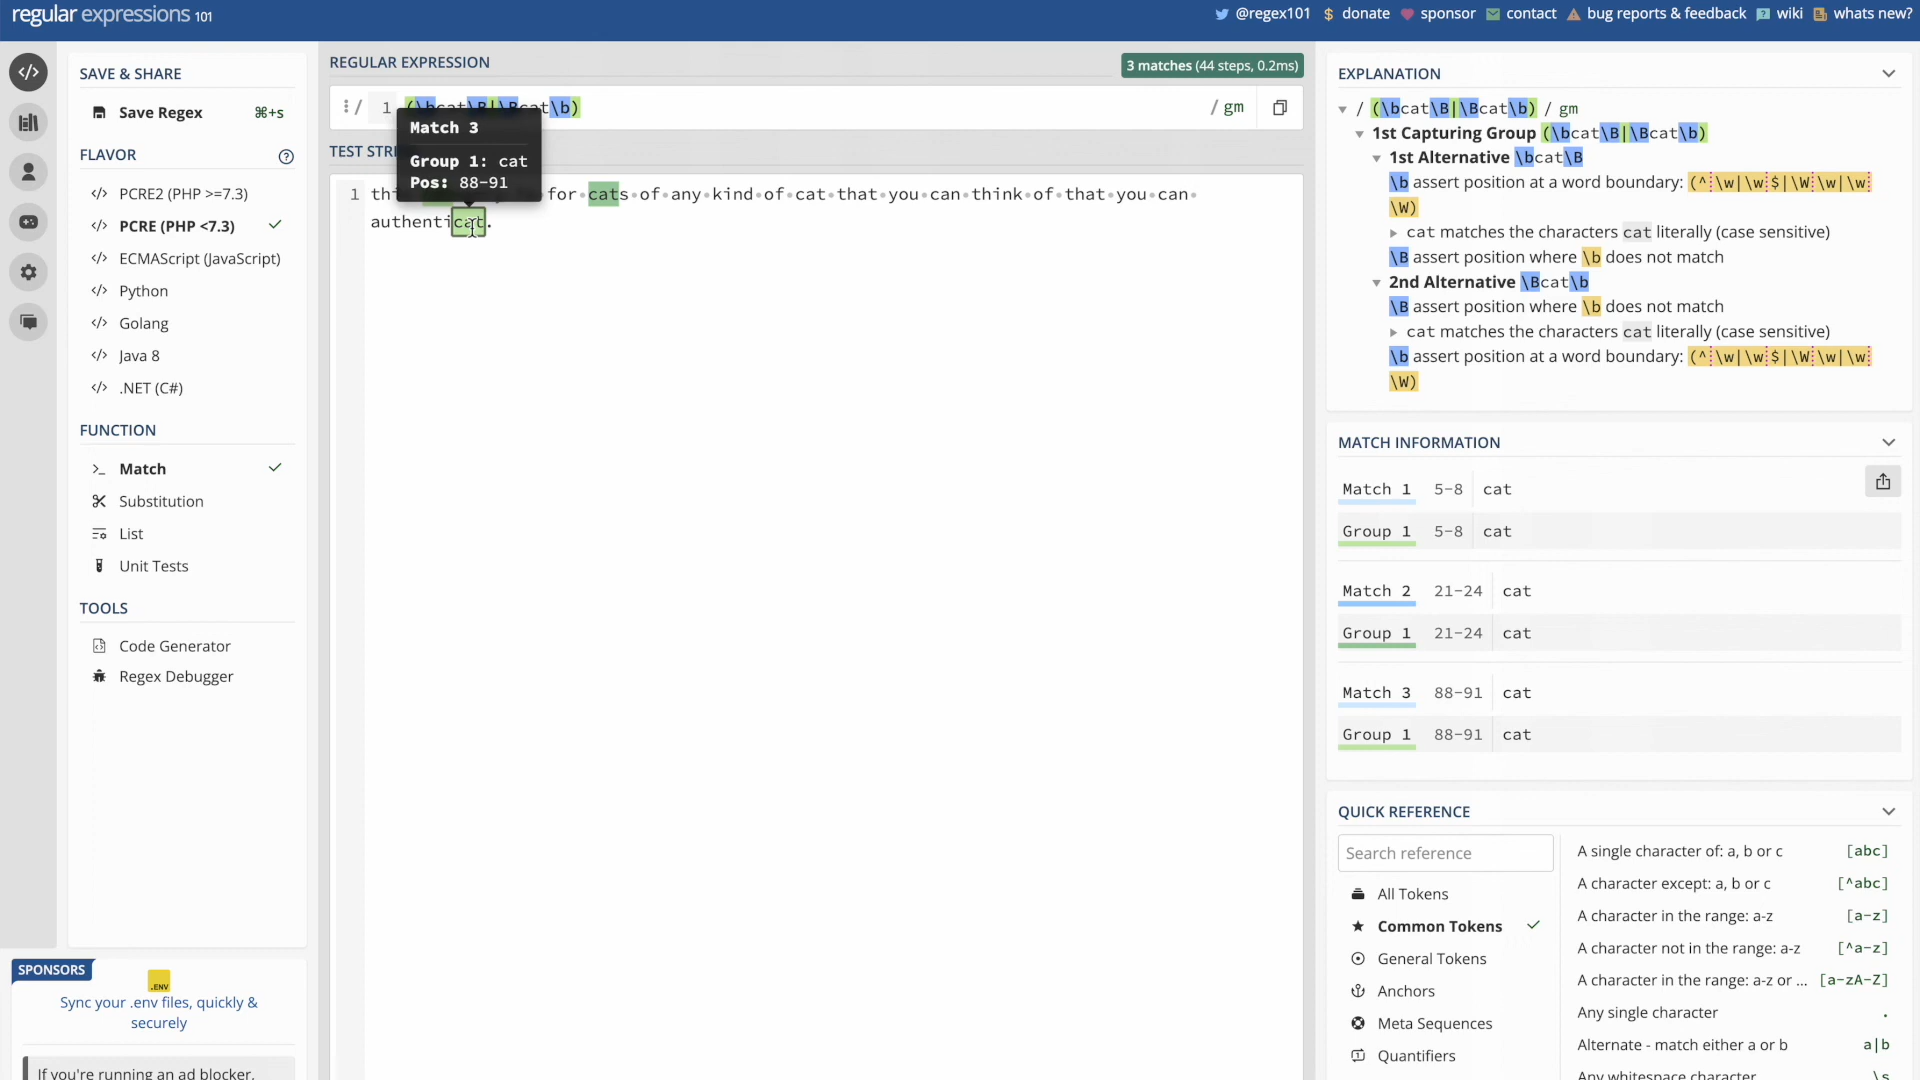 regular expressions 101
@regex101 $ donate sponsor contact bug reports & feedback wiki whats new?
SAVE & SHARE
Save Regex ⌘+s
FLAVOR
</> PCRE2 (PHP >=7.3)
</> PCRE (PHP <7.3)
</> ECMAScript (JavaScript)
</> Python
</> Golang
</> Java 8
</> .NET (C#)
FUNCTION
Match
Substitution
List
Unit Tests
TOOLS
Code Generator
Regex Debugger
SPONSORS
.ENV
Sync your .env files, quickly &
securely
If you're running an ad blocker,
REGULAR EXPRESSION
3 matches (44 steps, 0.2ms)
/ 1 (\bcat\B|\Bcat\b) / gm
Match 3
Group 1: cat
Pos: 88-91
TEST STRI
1 thi for·cats·of·any·kind·of·cat·that·you·can·think·of·that·you·can·
authenticat.
EXPLANATION
/ (\bcat\B|\Bcat\b) / gm
1st Capturing Group (\bcat\B|\Bcat\b)
1st Alternative \bcat\B
\b assert position at a word boundary: (^\w|\w$|\W\w|\w
\W)
cat matches the characters cat literally (case sensitive)
\B assert position where \b does not match
2nd Alternative \Bcat\b
\B assert position where \b does not match
cat matches the characters cat literally (case sensitive)
\b assert position at a word boundary: (^\w|\w$|\W\w|\w
\W)
MATCH INFORMATION
Match 1 5-8 cat
Group 1 5-8 cat
Match 2 21-24 cat
Group 1 21-24 cat
Match 3 88-91 cat
Group 1 88-91 cat
QUICK REFERENCE
Search reference
All Tokens
Common Tokens
General Tokens
Anchors
Meta Sequences
Quantifiers
A single character of: a, b or c [abc]
A character except: a, b or c [^abc]
A character in the range: a-z [a-z]
A character not in the range: a-z [^a-z]
A character in the range: a-z or ... [a-zA-Z]
Any single character .
Alternate - match either a or b a|b
Any whitespace character \s